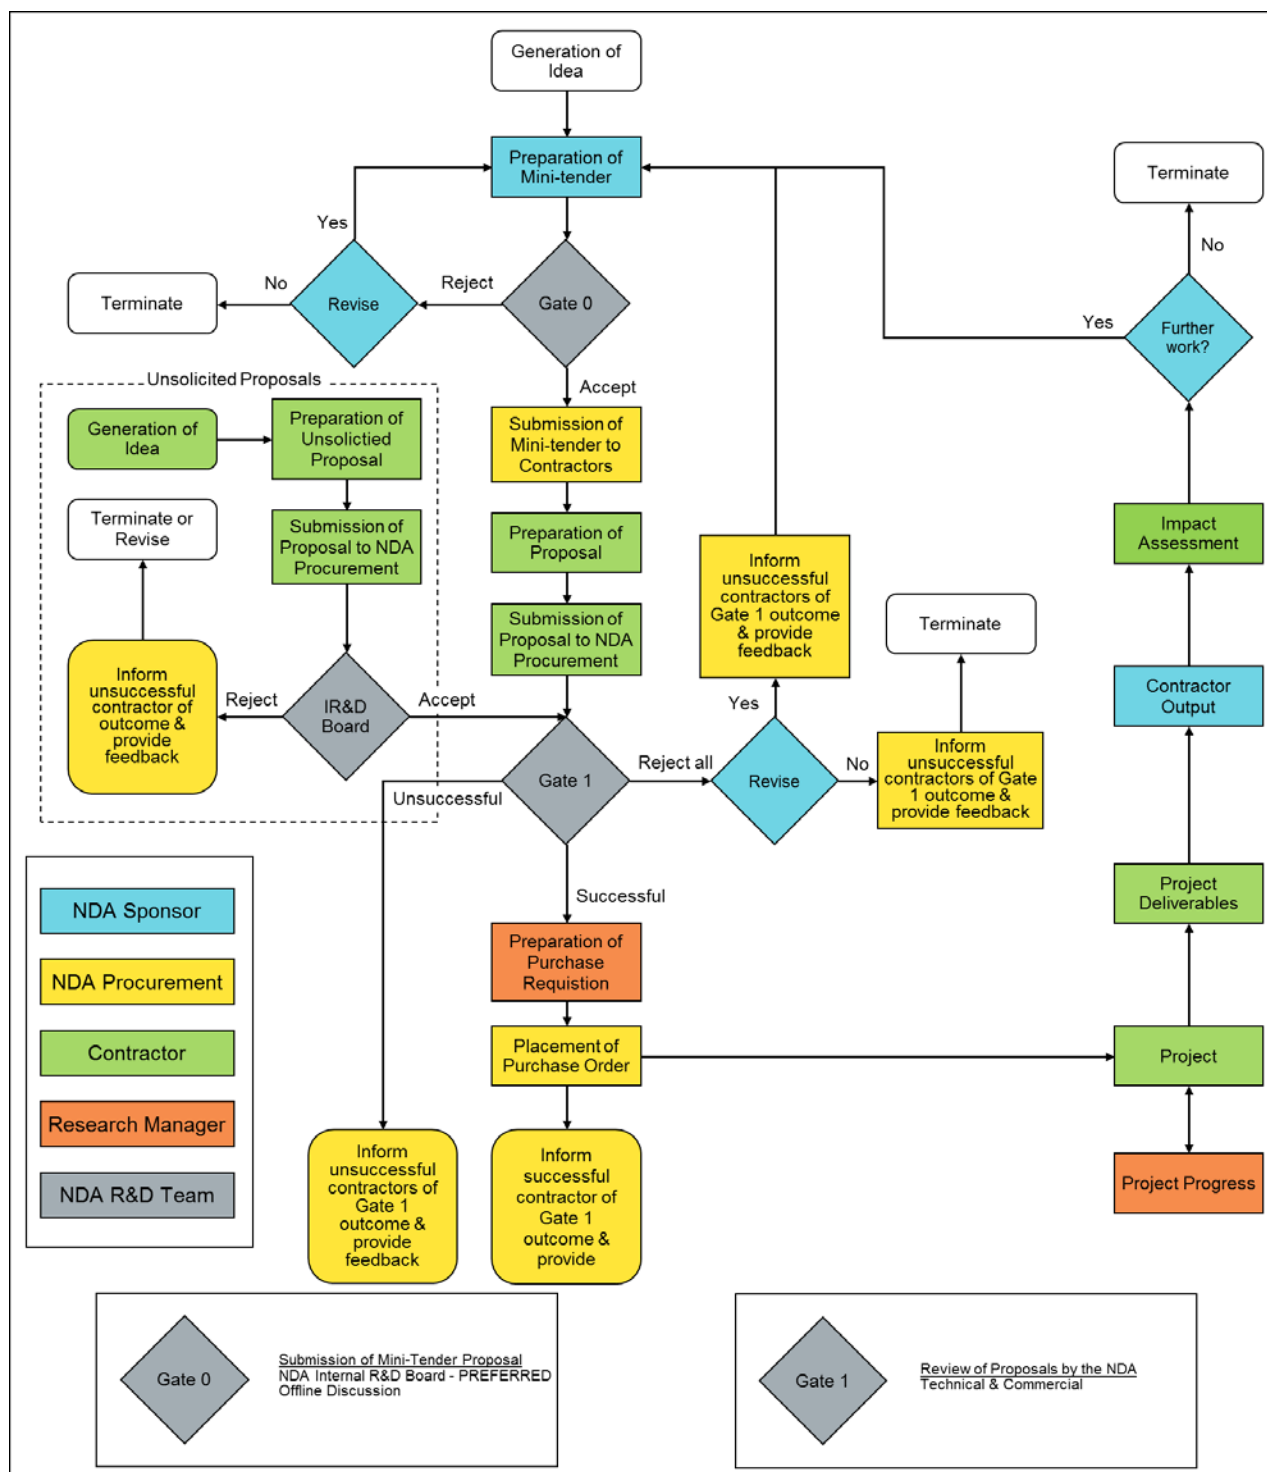 Generation of
Idea
Preparation of
Mini-tender
Terminate
Yes
No
No
Reject
Terminate
Revise
Gate 0
Yes
Further
work?
Accept
Unsolicited Proposals
Generation of
Idea
Preparation of
Unsolictied
Proposal
Submission of
Mini-tender to
Contractors
Terminate or
Revise
Submission of
Proposal to NDA
Procurement
Preparation of
Proposal
Impact
Assessment
Inform
unsuccessful
contractors of
Gate 1 outcome
& provide
feedback
Submission of
Proposal to NDA
Procurement
Terminate
Inform
unsuccessful
contractor of
outcome &
provide
feedback
Reject
IR&D
Board
Accept
Contractor
Output
Yes
Gate 1
Reject all
Revise
No
Inform
unsuccessful
contractors of Gate
1 outcome &
provide feedback
Unsuccessful
Successful
Project
Deliverables
NDA Sponsor
NDA Procurement
Contractor
Research Manager
NDA R&D Team
Preparation of
Purchase
Requistion
Placement of
Purchase Order
Project
Project Progress
Inform
unsuccessful
contractors of
Gate 1
outcome &
provide
feedback
Inform
successful
contractor of
Gate 1
outcome &
provide
Gate 0
Submission of Mini-Tender Proposal
NDA Internal R&D Board - PREFERRED
Offline Discussion
Gate 1
Review of Proposals by the NDA
Technical & Commercial